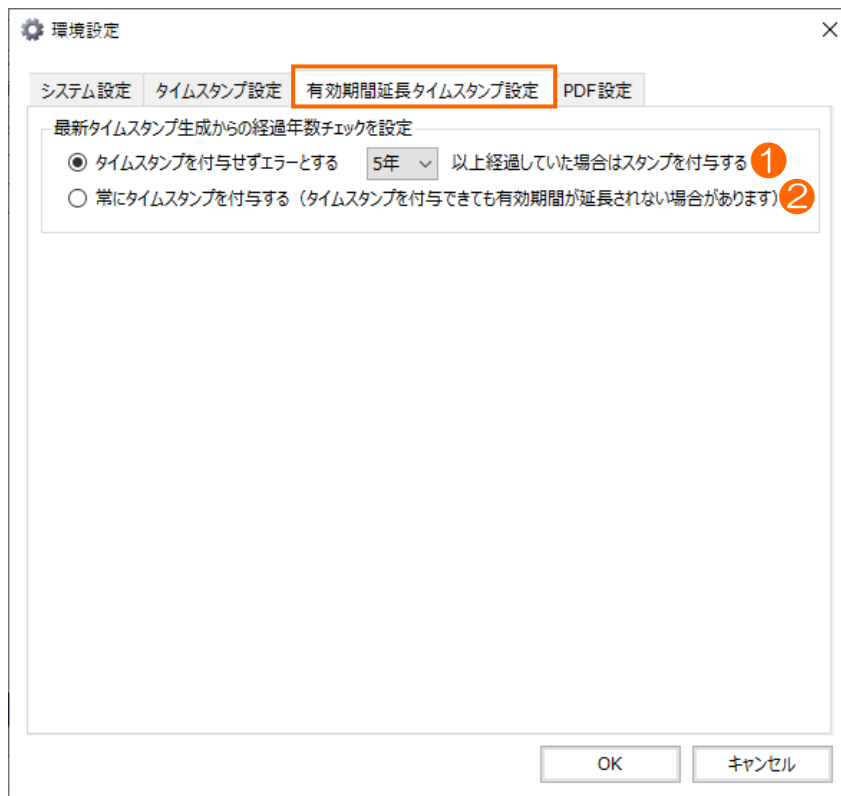 環境設定
システム設定 タイムスタンプ設定 有効期間延長タイムスタンプ設定 PDF設定
最新タイムスタンプ生成からの経過年数チェックを設定
タイムスタンプを付与せずエラーとする 5年 以上経過していた場合はスタンプを付与する 1
常にタイムスタンプを付与する（タイムスタンプを付与できても有効期間が延長されない場合があります） 2
OK キャンセル